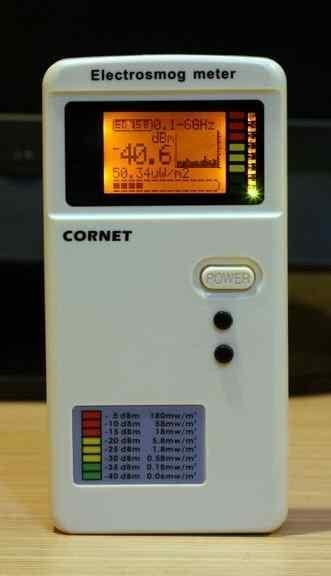 Electrosmog meter
0.1-6GHz
dBm
-40.6
50.34uW/m2
CORNET
POWER
- 5 dBm 180mw/m²
-10 dBm 58mw/m²
-15 dBm 18mw/m²
-20 dBm 5.8mw/m²
-25 dBm 1.8mw/m²
-30 dBm 0.58mw/m²
-35 dBm 0.18mw/m²
-40 dBm 0.06mw/m²